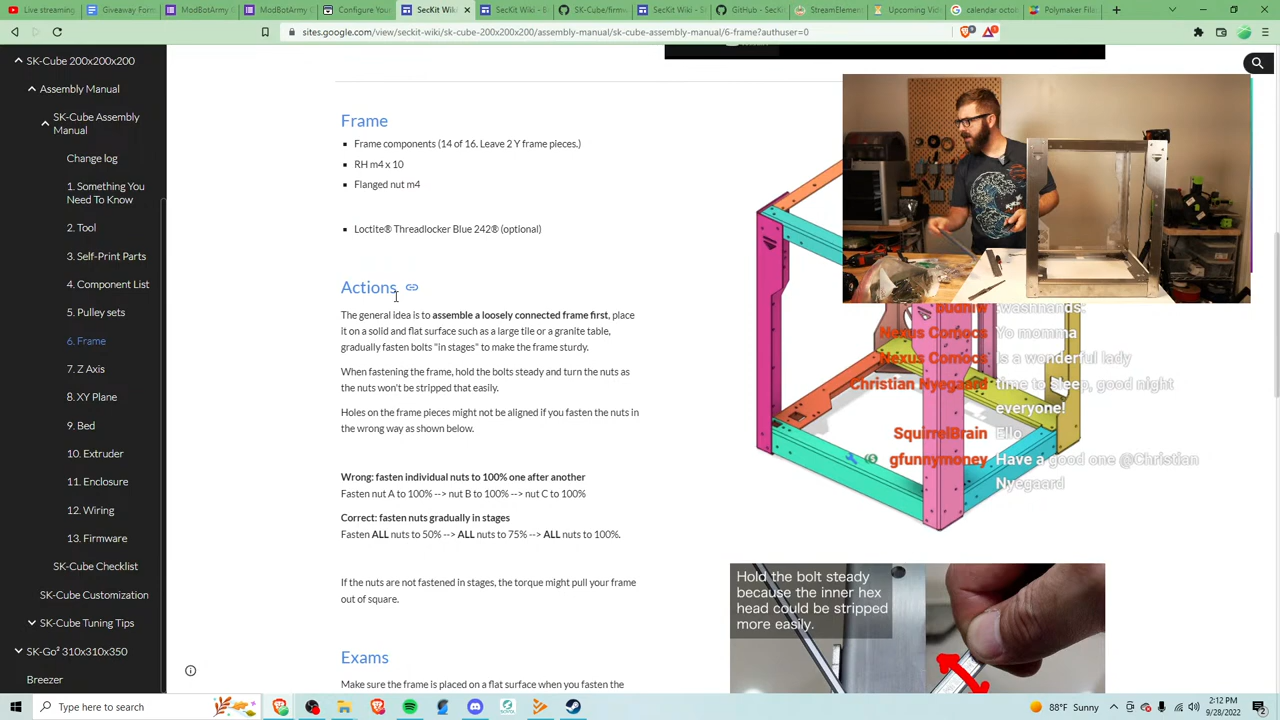 Live streaming
Giveaway Form
ModBotArmy G
ModBotArmy G
Configure Your
SecKit Wiki
SecKit Wiki - B
SK-Cube/firmw
SecKit Wiki - S
GitHub - SecKi
StreamElemen
Upcoming Vid
calendar octob
Polymaker Fila
sites.google.com/view/seckit-wiki/sk-cube-200x200x200/assembly-manual/sk-cube-assembly-manual/6-frame?authuser=0
Assembly Manual
SK-Cube Assembly
Manual
Change log
1. Something You
Need to Know
2. Tool
3. Self-Print Parts
4. Component List
5. Pulley sets
6. Frame
7. Z Axis
8. XY Plane
9. Bed
10. Extruder
11. Enclosure
12. Wiring
13. Firmware
SK-Cube Checklist
SK-Cube Customization
SK-Cube Tuning Tips
SK-Go² 310x310x350
Breezer
Frame
Frame components (14 of 16. Leave 2 Y frame pieces.)
RH m4 x 10
Flanged nut m4
Loctite® Threadlocker Blue 242® (optional)
Actions
The general idea is to assemble a loosely connected frame first, place
it on a solid and flat surface such as a large tile or a granite table,
gradually fasten bolts "in stages" to make the frame sturdy.
When fastening the frame, hold the bolts steady and turn the nuts as
the nuts won't be stripped that easily.
Holes on the frame pieces might not be aligned if you fasten the nuts in
the wrong way as shown below.
Wrong: fasten individual nuts to 100% one after another
Fasten nut A to 100% --> nut B to 100% --> nut C to 100%
Correct: fasten nuts gradually in stages
Fasten ALL nuts to 50% --> ALL nuts to 75% --> ALL nuts to 100%.
If the nuts are not fastened in stages, the torque might pull your frame
out of square.
Exams
Make sure the frame is placed on a flat surface when you fasten the
Nexus Comocs Yo momma
Nexus Comocs Is a wonderful lady
Christian Nyegaard time to sleep, good night
everyone!
SquirrelBrain Ello
gfunnymoney Have a good one @Christian
Nyegaard
Hold the bolt steady
because the inner hex
head could be stripped
more easily.
Type here to search
88°F Sunny
2:12 PM
9/28/2022